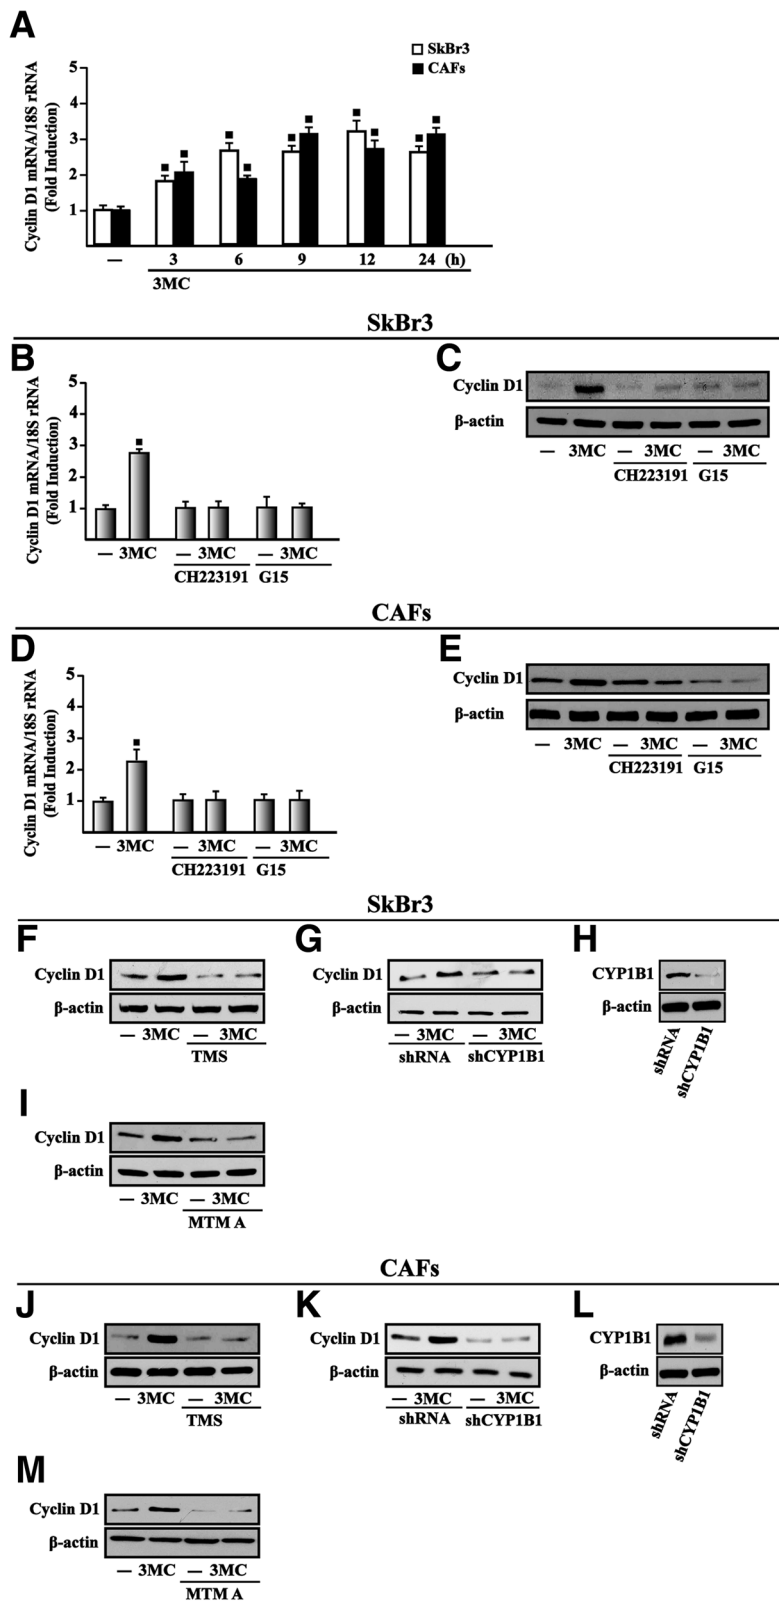 A
Cyclin D1 mRNA/18S rRNA
(Fold Induction)
5
4
3
2
1
SkBr3
CAFs
— 3 6 9 12 24 (h)
3MC
SkBr3
B
Cyclin D1 mRNA/18S rRNA
(Fold Induction)
5
4
3
2
1
— 3MC — 3MC — 3MC
CH223191 G15
C
Cyclin D1
β-actin
— 3MC — 3MC — 3MC
CH223191 G15
CAFs
D
Cyclin D1 mRNA/18S rRNA
(Fold Induction)
5
4
3
2
1
— 3MC — 3MC — 3MC
CH223191 G15
E
Cyclin D1
β-actin
— 3MC — 3MC — 3MC
CH223191 G15
SkBr3
F
Cyclin D1
β-actin
— 3MC — 3MC
TMS
G
Cyclin D1
β-actin
— 3MC — 3MC
shRNA shCYP1B1
H
CYP1B1
β-actin
shRNA
shCYP1B1
I
Cyclin D1
β-actin
— 3MC — 3MC
MTM A
CAFs
J
Cyclin D1
β-actin
— 3MC — 3MC
TMS
K
Cyclin D1
β-actin
— 3MC — 3MC
shRNA shCYP1B1
L
CYP1B1
β-actin
shRNA
shCYP1B1
M
Cyclin D1
β-actin
— 3MC — 3MC
MTM A